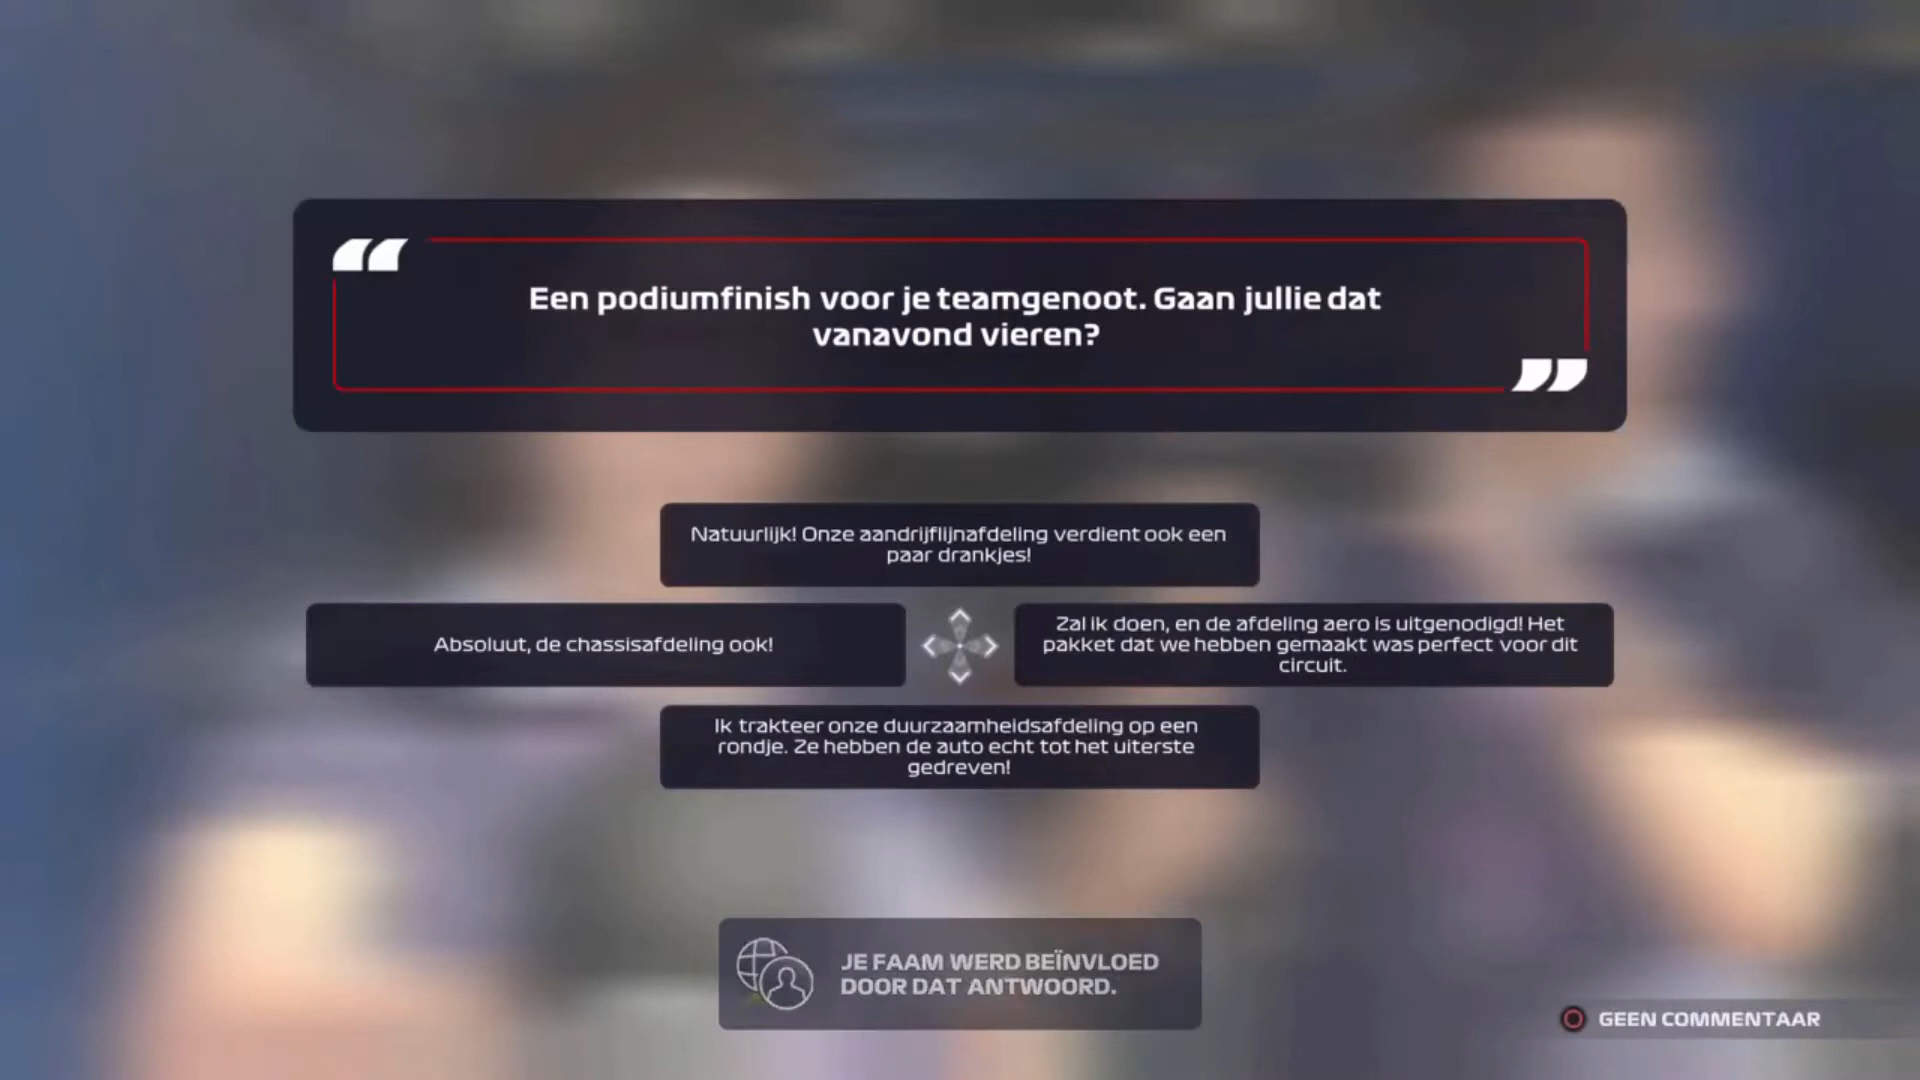 Een podiumfinish voor je teamgenoot. Gaan jullie dat
vanavond vieren?
Natuurlijk! Onze aandrijflijnafdeling verdient ook een
paar drankjes!
Absoluut, de chassisafdeling ook!
Zal ik doen, en de afdeling aero is uitgenodigd! Het
pakket dat we hebben gemaakt was perfect voor dit
circuit.
Ik trakteer onze duurzaamheidsafdeling op een
rondje. Ze hebben de auto echt tot het uiterste
gedreven!
JE FAAM WERD BEÏNVLOED
DOOR DAT ANTWOORD.
GEEN COMMENTAAR